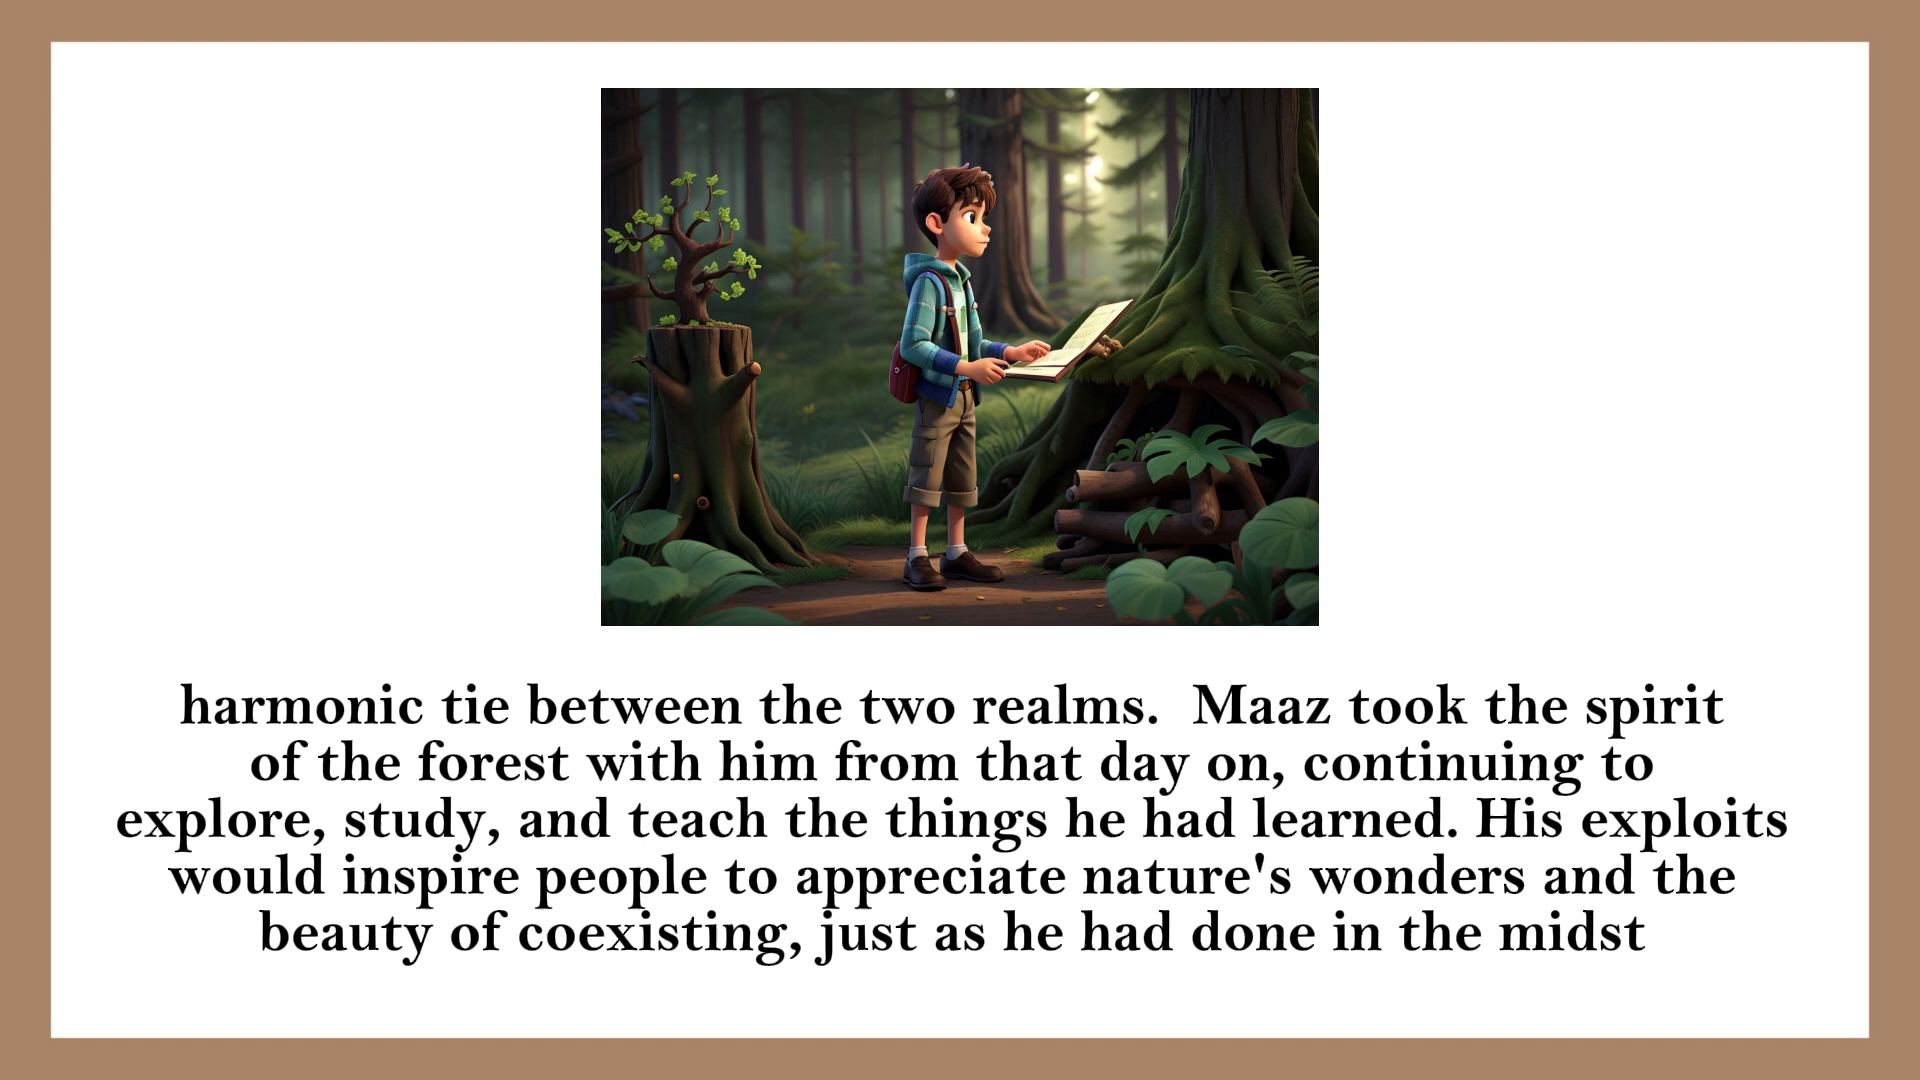 harmonic tie between the two realms.  Maaz took the spirit
of the forest with him from that day on, continuing to
explore, study, and teach the things he had learned. His exploits
would inspire people to appreciate nature's wonders and the
beauty of coexisting, just as he had done in the midst